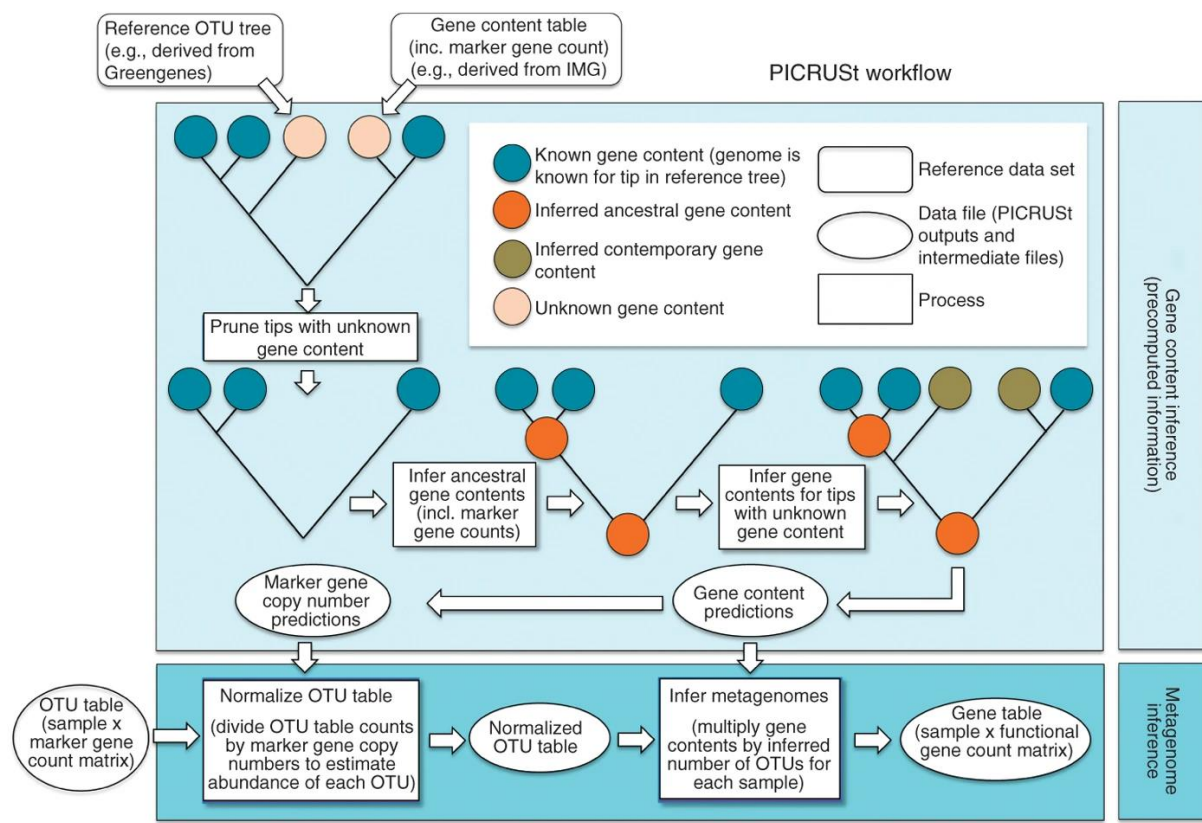 Reference OTU tree
(e.g., derived from
Greengenes)
Gene content table
(inc. marker gene count)
(e.g., derived from IMG)
PICRUSt workflow
Known gene content (genome is
known for tip in reference tree)
Inferred ancestral gene content
Inferred contemporary gene
content
Unknown gene content
Reference data set
Data file (PICRUSt
outputs and
intermediate files)
Process
Prune tips with unknown
gene content
Infer ancestral
gene contents
(incl. marker
gene counts)
Infer gene
contents for tips
with unknown
gene content
Marker gene
copy number
predictions
Gene content
predictions
Gene content inference
(precomputed information)
OTU table
(sample x
marker gene
count matrix)
Normalize OTU table
(divide OTU table counts
by marker gene copy
numbers to estimate
abundance of each OTU)
Normalized
OTU table
Infer metagenomes
(multiply gene
contents by inferred
number of OTUs for
each sample)
Gene table
(sample x functional
gene count matrix)
Metagenome
inference